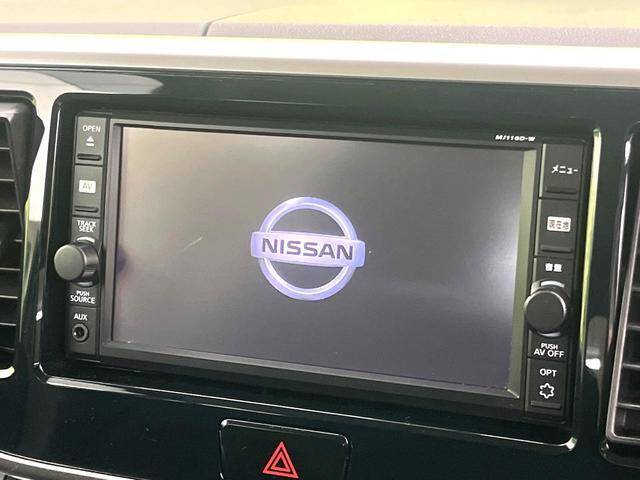 OPEN
AV
TRACK
SEEK
PUSH
SOURCE
AUX
NISSAN
MJ116D-W
メニュー
現在地
音量
PUSH
AV OFF
OPT